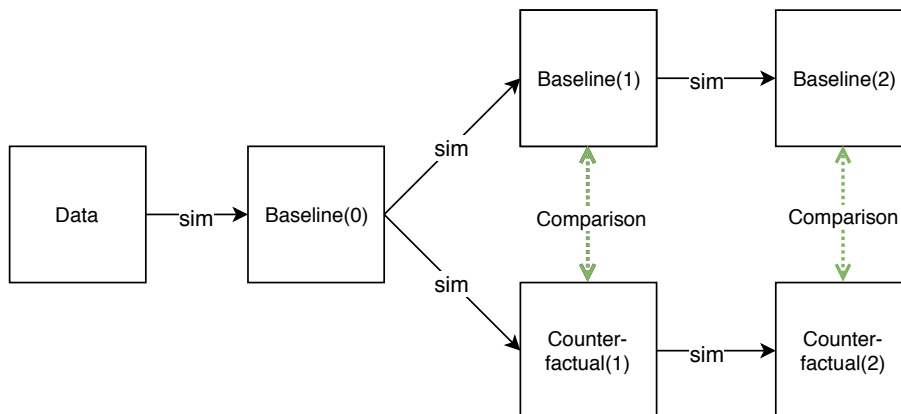 Baseline(1)
sim
Baseline(2)
sim
Data
sim
Baseline(0)
Comparison
Comparison
sim
Counter-
factual(1)
sim
Counter-
factual(2)